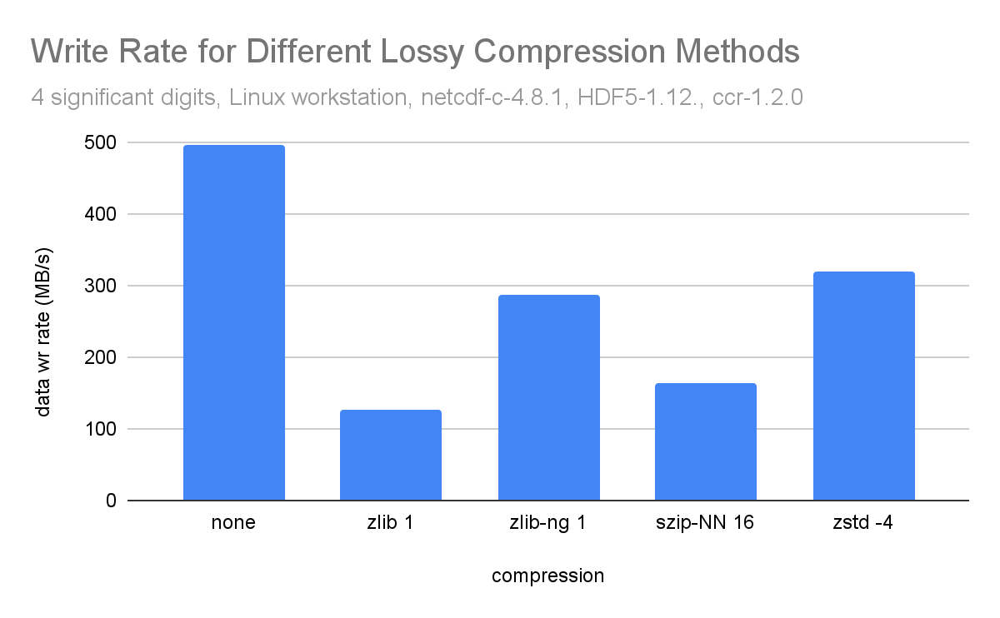 Write Rate for Different Lossy Compression Methods
4 significant digits, Linux workstation, netcdf-c-4.8.1, HDF5-1.12., ccr-1.2.0
data wr rate (MB/s)
500
400
300
200
100
0
none zlib 1 zlib-ng 1 szip-NN 16 zstd -4
compression